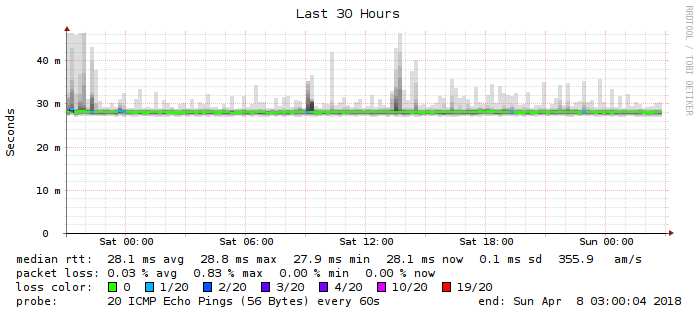 Last 30 Hours
RRDTOOL / TOBI OETIKER
Seconds
40 m
30 m
20 m
10 m
0
Sat 00:00 Sat 06:00 Sat 12:00 Sat 18:00 Sun 00:00
median rtt: 28.1 ms avg 28.8 ms max 27.9 ms min 28.1 ms now 0.1 ms sd 355.9 am/s
packet loss: 0.03 % avg 0.83 % max 0.00 % min 0.00 % now
loss color: 0 1/20 2/20 3/20 4/20 10/20 19/20
probe: 20 ICMP Echo Pings (56 Bytes) every 60s end: Sun Apr 8 03:00:04 2018